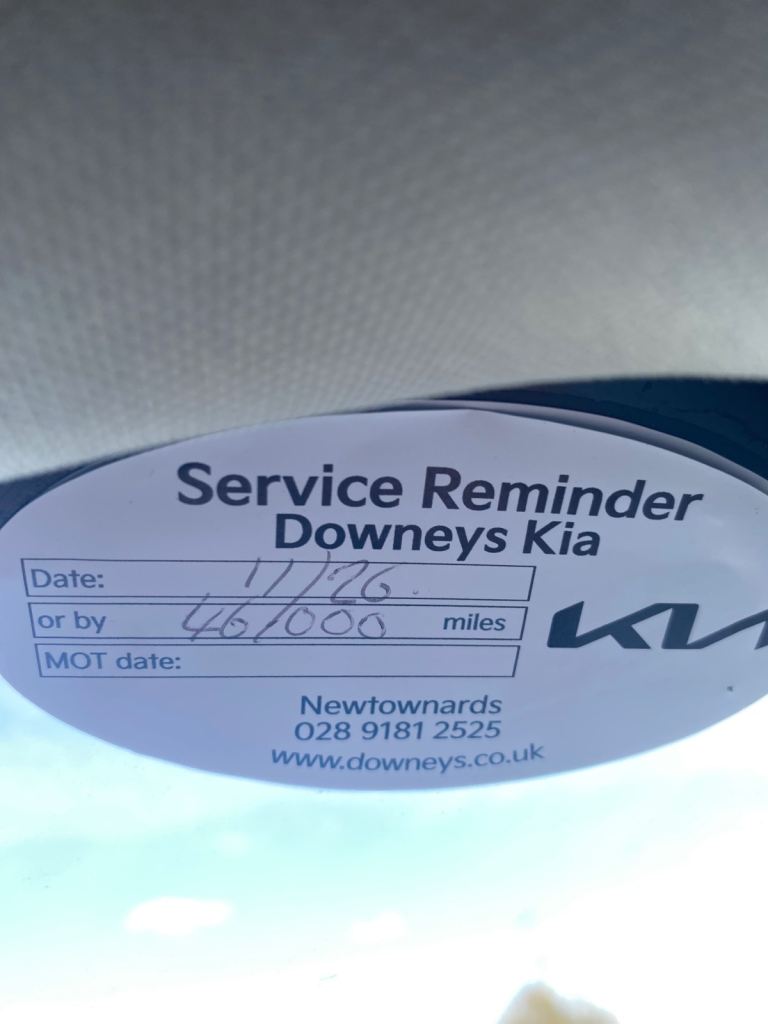 Service Reminder
Downeys Kia
Date: 11/26
or by 46/000 miles
MOT date:
KIA
Newtownards
028 9181 2525
www.downeys.co.uk